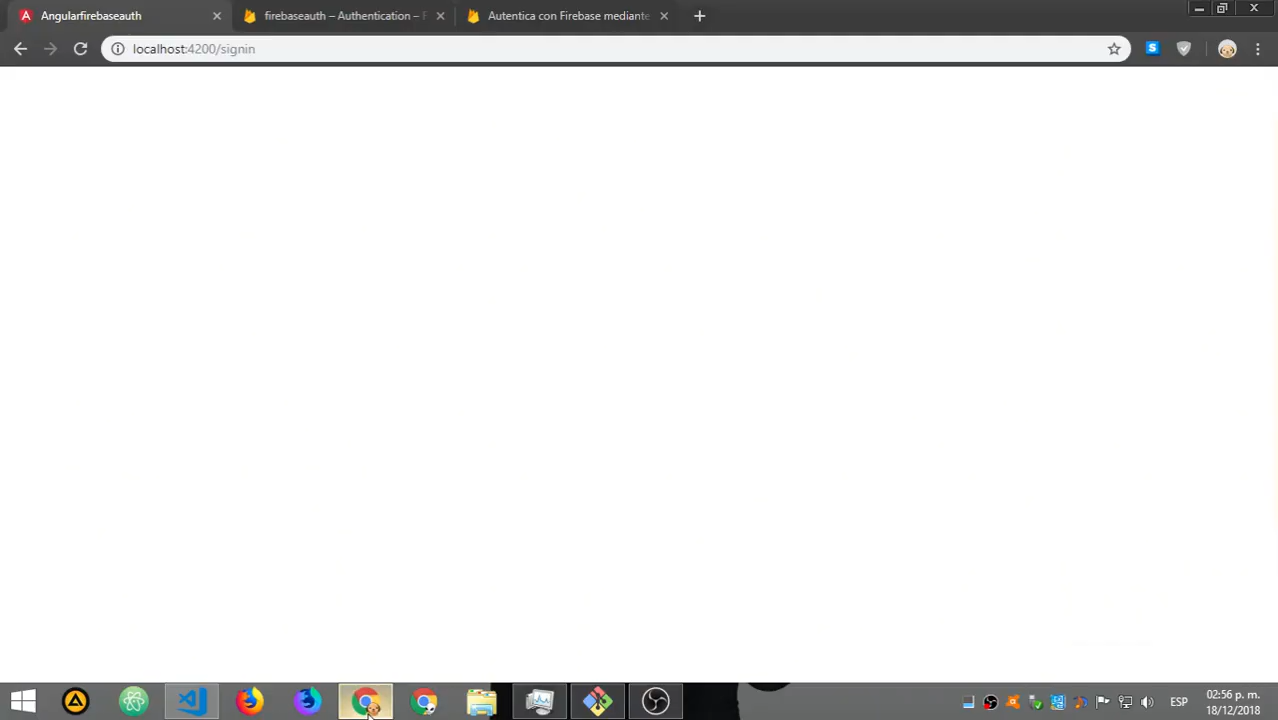 Angularfirebaseauth
firebaseauth – Authentication – F
Autentica con Firebase mediante
localhost:4200/signin
ESP
02:56 p. m.
18/12/2018